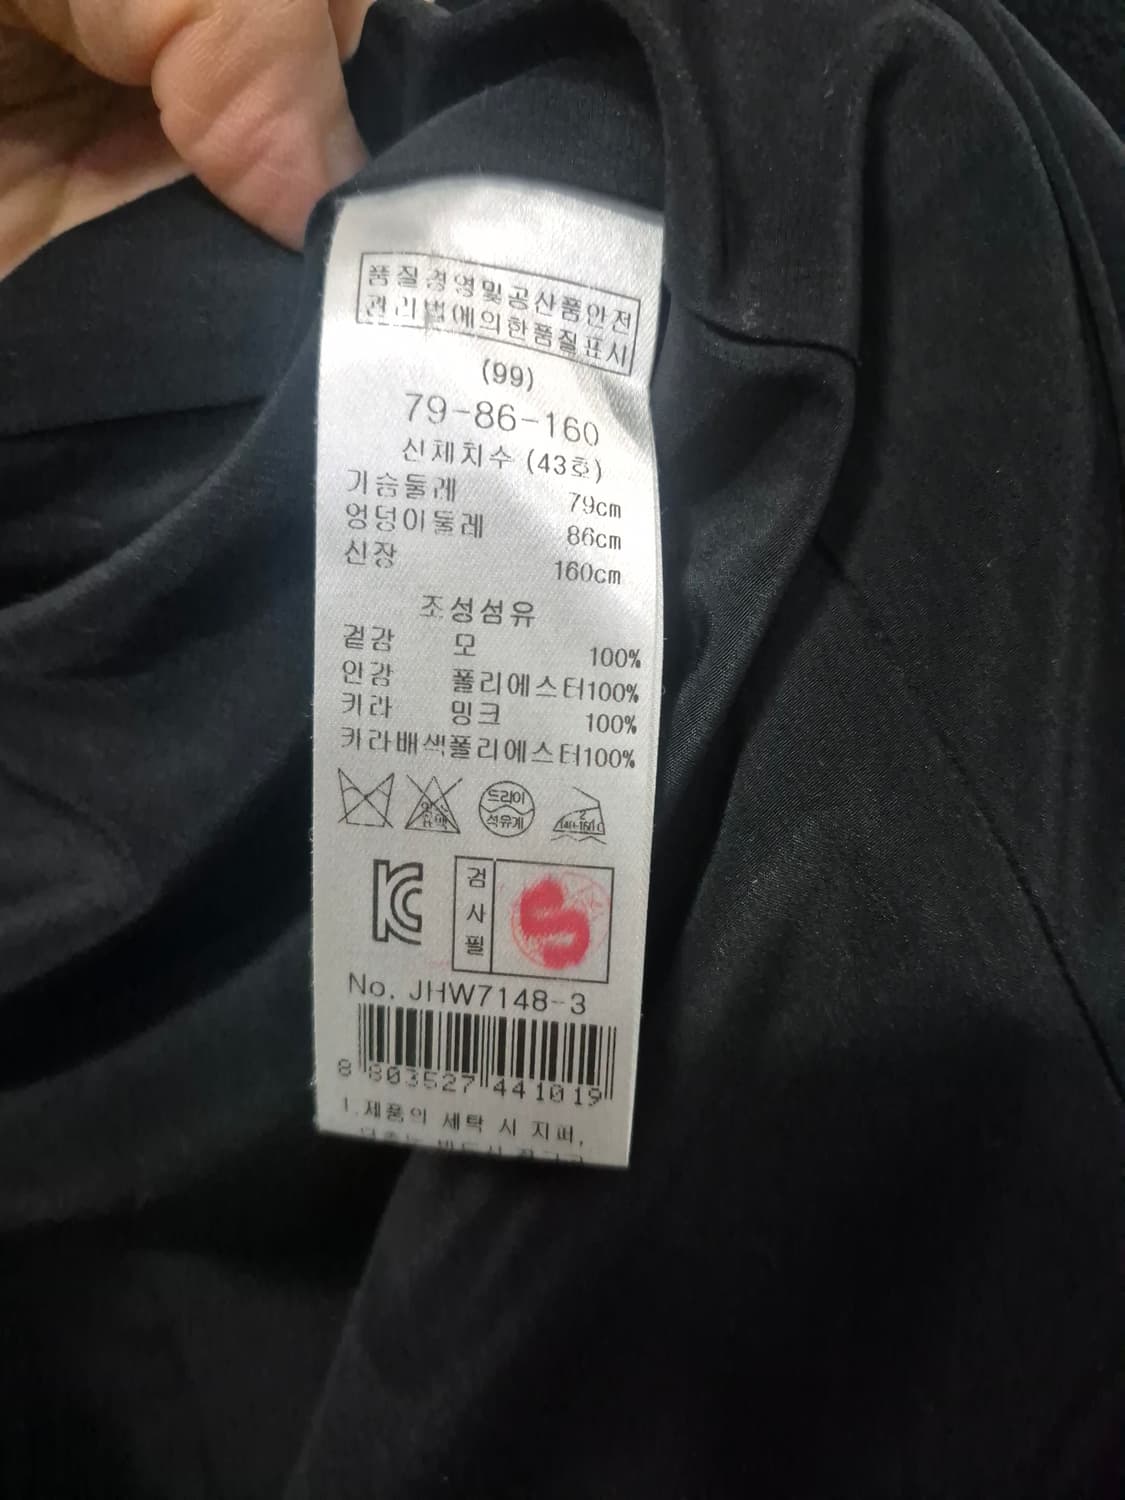 품질경영및공산품안전
관리법에의한품질표시
(99)
79-86-160
신체치수 (43호)
가슴둘레 79cm
엉덩이둘레 86cm
신장 160cm
조성섬유
겉감 모 100%
안감 폴리에스터100%
카라 밍크 100%
카라배색폴리에스터100%
드라이
석유계
2
140~160℃
검
사
필
No. JHW7148-3
8 803527 441019
1.제품의 세탁 시 지퍼,